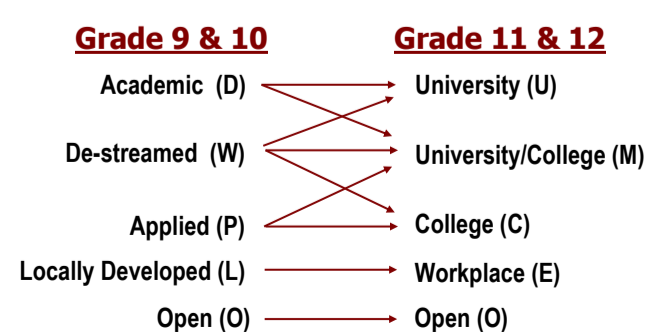 Grade 9 & 10 Grade 11 & 12
Academic (D) University (U)
De-streamed (W) University/College (M)
Applied (P) College (C)
Locally Developed (L) Workplace (E)
Open (O) Open (O)